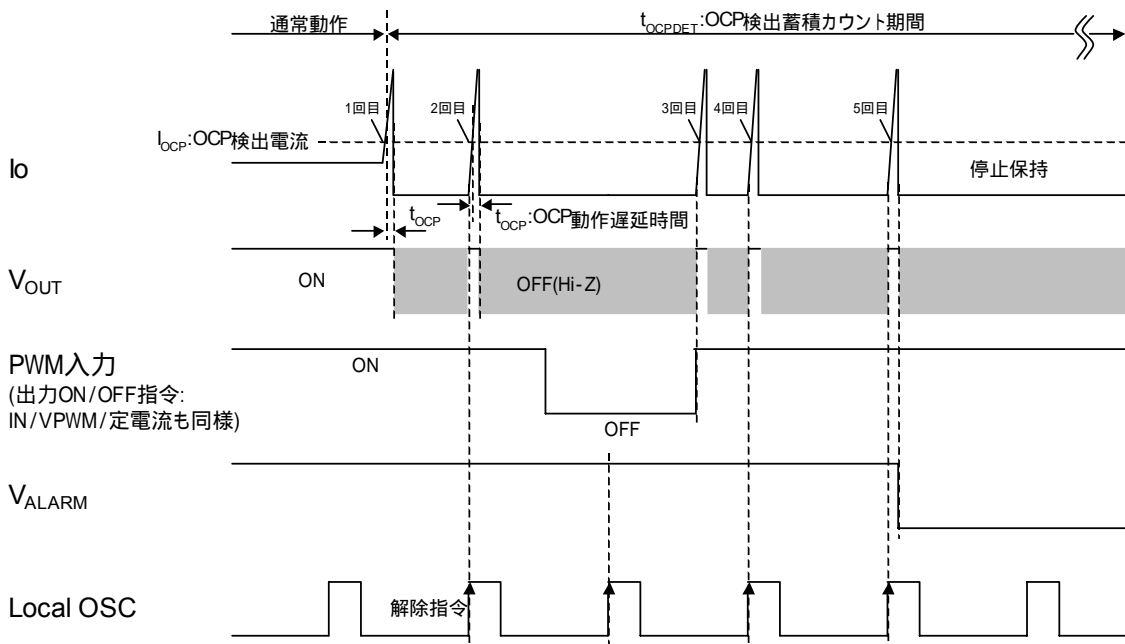 通常動作
tOCPDET:OCP検出蓄積カウント期間
1回目
2回目
3回目
4回目
5回目
IOCP:OCP検出電流
Io
停止保持
tOCP
tOCP:OCP動作遅延時間
VOUT
ON
OFF(Hi-Z)
PWM入力
(出力ON/OFF指令:
IN/VPWM/定電流も同様)
ON
OFF
VALARM
Local OSC
解除指令